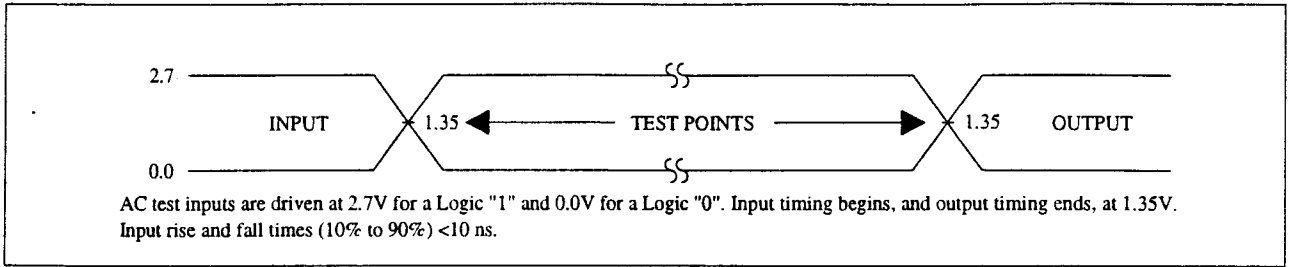 2.7
INPUT 1.35 TEST POINTS 1.35 OUTPUT
0.0
AC test inputs are driven at 2.7V for a Logic "1" and 0.0V for a Logic "0". Input timing begins, and output timing ends, at 1.35V.
Input rise and fall times (10% to 90%) <10 ns.